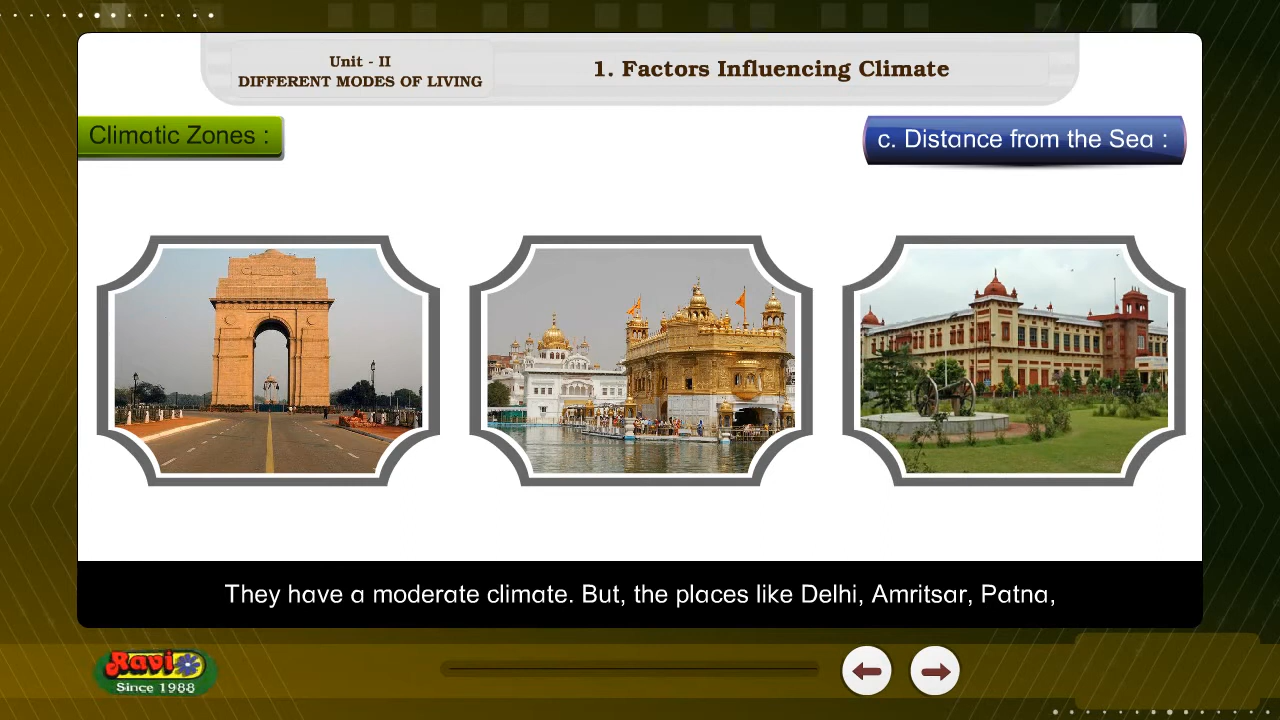 Unit - II
DIFFERENT MODES OF LIVING
1. Factors Influencing Climate
Climatic Zones :
c. Distance from the Sea :
They have a moderate climate. But, the places like Delhi, Amritsar, Patna,
Ravi
Since 1988